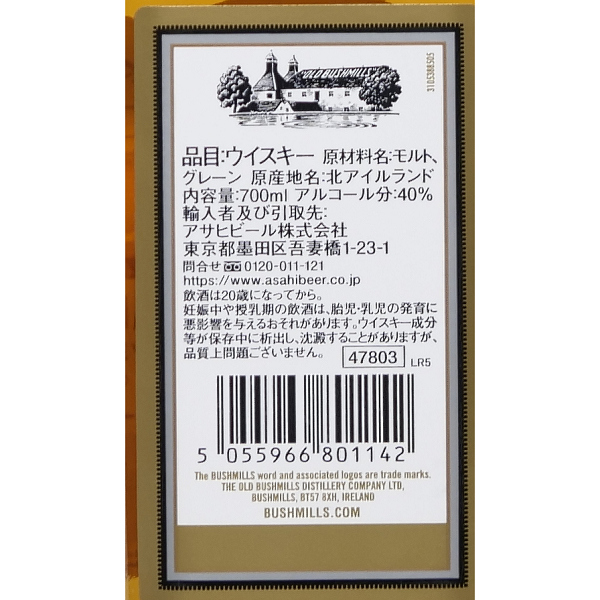 "OLD BUSHMILLS"
3105388S05
品目:ウイスキー 原材料名:モルト、
グレーン 原産地名:北アイルランド
内容量:700ml アルコール分:40%
輸入者及び引取先:
アサヒビール株式会社
東京都墨田区吾妻橋1-23-1
問合せ 0120-011-121
https://www.asahibeer.co.jp
飲酒は20歳になってから。
妊娠中や授乳期の飲酒は、胎児・乳児の発育に
悪影響を与えるおそれがあります。ウイスキー成分
等が保存中に析出し、沈澱することがありますが、
品質上問題ございません。 47803 LR5
5 055966 801142
The BUSHMILLS word and associated logos are trade marks.
THE OLD BUSHMILLS DISTILLERY COMPANY LTD,
BUSHMILLS, BT57 8XH, IRELAND
BUSHMILLS.COM